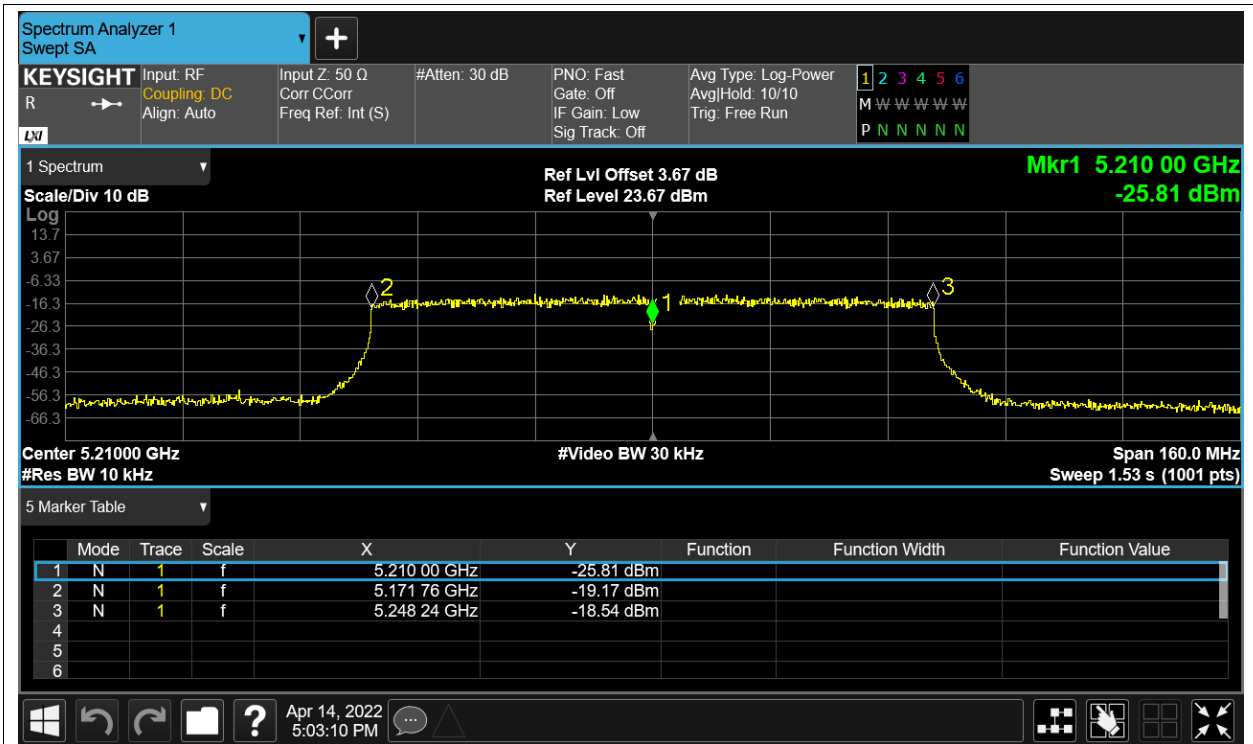 Spectrum Analyzer 1
Swept SA
KEYSIGHT
R
LXI
Input: RF
Coupling: DC
Align: Auto
Input Z: 50 Ω
Corr CCorr
Freq Ref: Int (S)
#Atten: 30 dB
PNO: Fast
Gate: Off
IF Gain: Low
Sig Track: Off
Avg Type: Log-Power
Avg|Hold: 10/10
Trig: Free Run
1 2 3 4 5 6
M W W W W W
P N N N N N
1 Spectrum
Scale/Div 10 dB
Ref Lvl Offset 3.67 dB
Ref Level 23.67 dBm
Mkr1 5.210 00 GHz
-25.81 dBm
Log
13.7
3.67
-6.33
-16.3
-26.3
-36.3
-46.3
-56.3
-66.3
2
1
3
Center 5.21000 GHz
#Res BW 10 kHz
#Video BW 30 kHz
Span 160.0 MHz
Sweep 1.53 s (1001 pts)
5 Marker Table
Mode Trace Scale X Y Function Function Width Function Value
1 N 1 f 5.210 00 GHz -25.81 dBm
2 N 1 f 5.171 76 GHz -19.17 dBm
3 N 1 f 5.248 24 GHz -18.54 dBm
4
5
6
?
Apr 14, 2022
5:03:10 PM